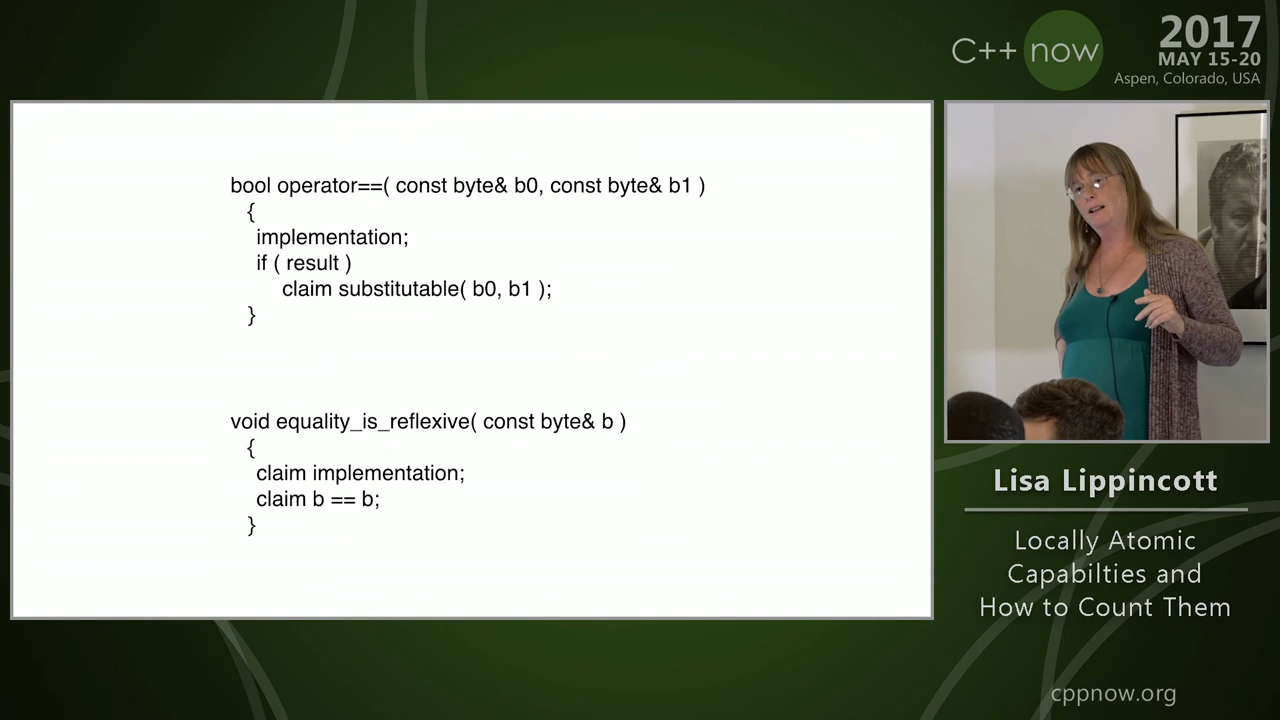 C++ now
2017
MAY 15-20
Aspen, Colorado, USA
bool operator==( const byte& b0, const byte& b1 )
{
implementation;
if ( result )
claim substitutable( b0, b1 );
}
void equality_is_reflexive( const byte& b )
{
claim implementation;
claim b == b;
}
Lisa Lippincott
Locally Atomic
Capabilties and
How to Count Them
cppnow.org